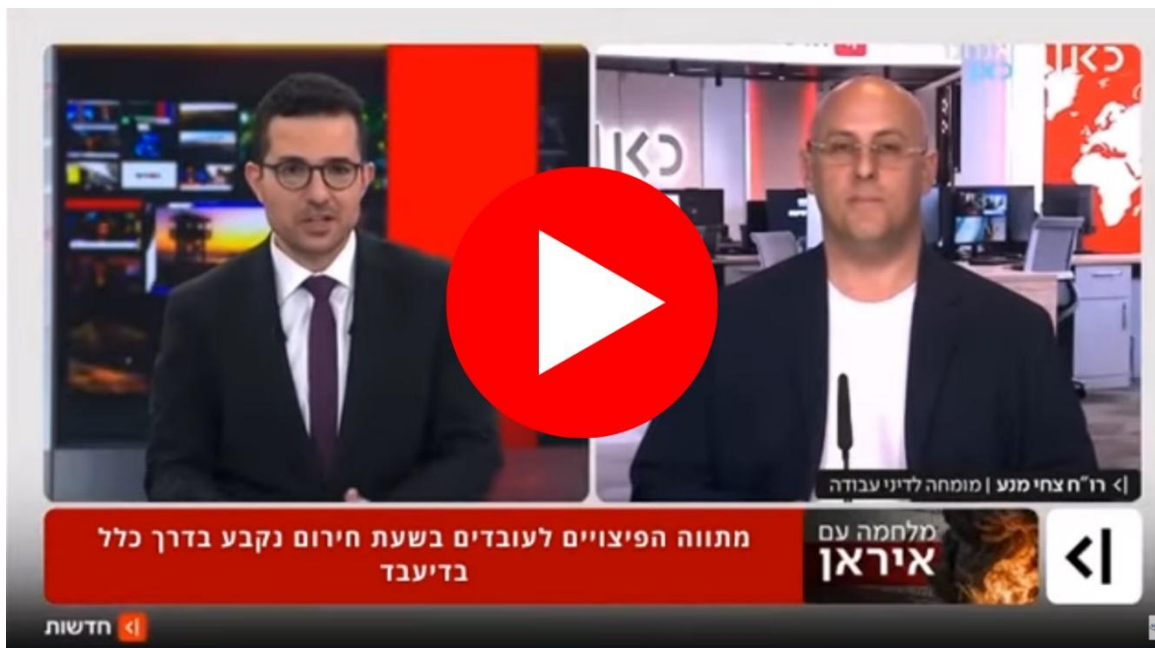 כאן
כאן
רו״ח צחי מנע | מומחה לדיני עבודה
מלחמה עם
איראן
מתווה הפיצויים לעובדים בשעת חירום נקבע בדרך כלל
בדיעבד
חדשות